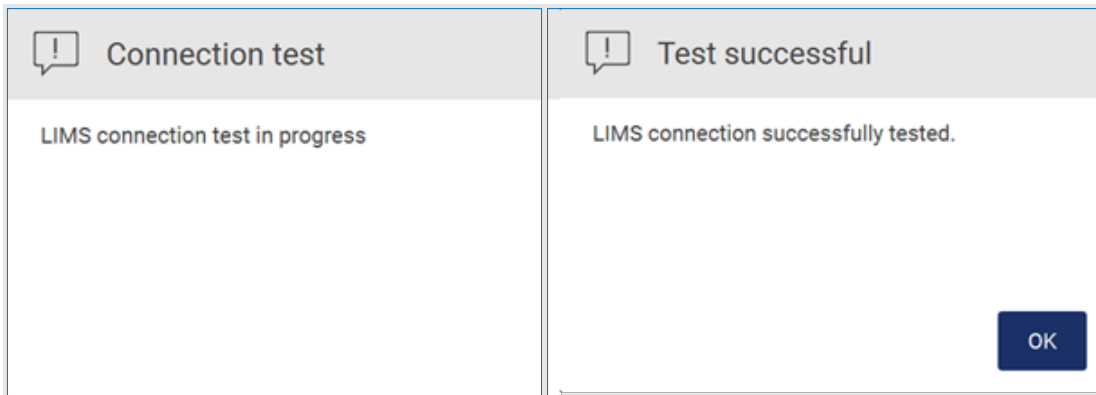 Connection test
LIMS connection test in progress
Test successful
LIMS connection successfully tested.
OK